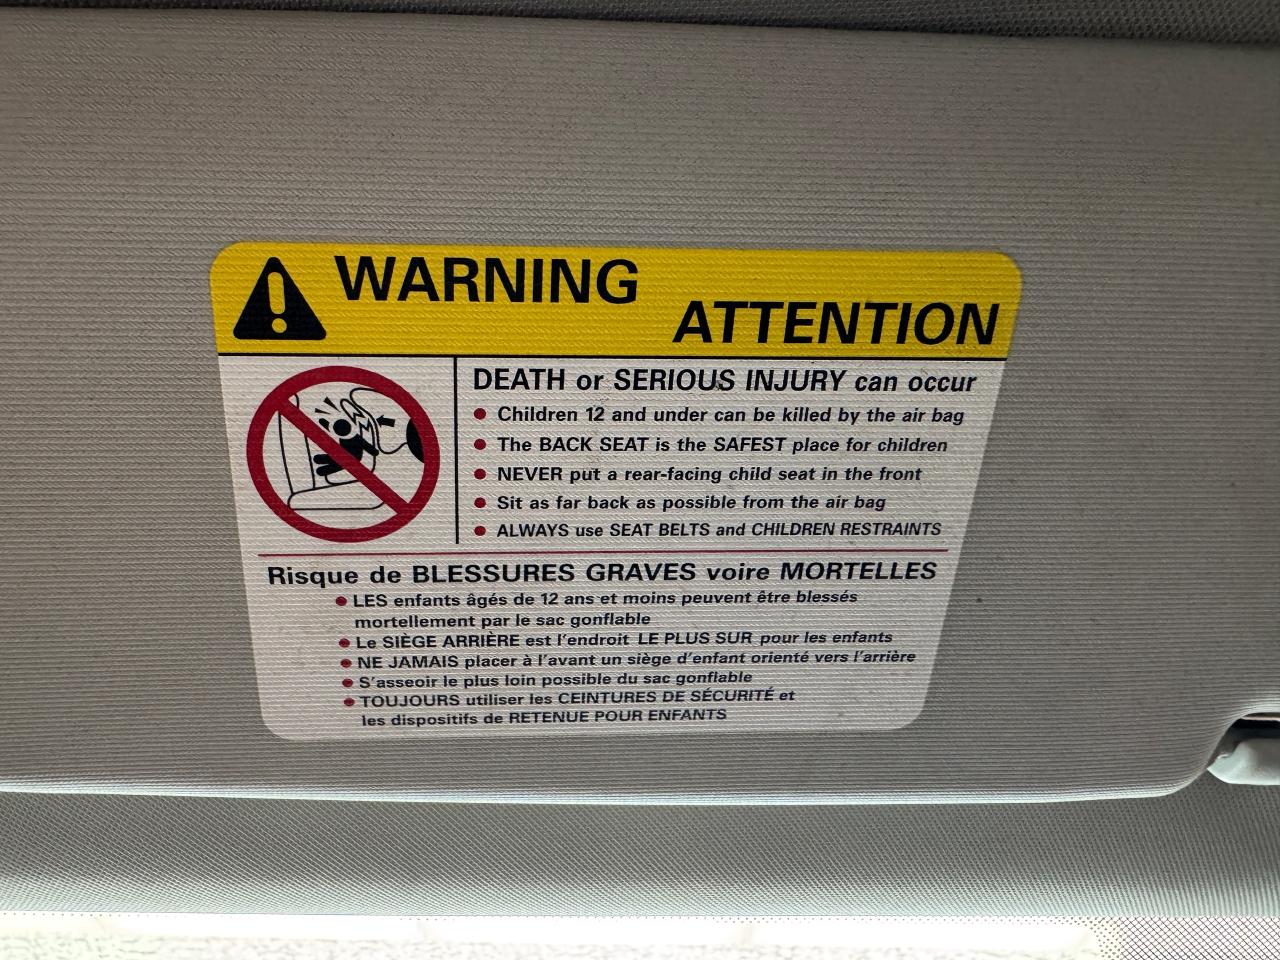 WARNING
ATTENTION
DEATH or SERIOUS INJURY can occur
• Children 12 and under can be killed by the air bag
• The BACK SEAT is the SAFEST place for children
• NEVER put a rear-facing child seat in the front
• Sit as far back as possible from the air bag
• ALWAYS use SEAT BELTS and CHILDREN RESTRAINTS
Risque de BLESSURES GRAVES voire MORTELLES
• LES enfants âgés de 12 ans et moins peuvent être blessés
mortellement par le sac gonflable
• Le SIÈGE ARRIÈRE est l'endroit LE PLUS SUR pour les enfants
• NE JAMAIS placer à l'avant un siège d'enfant orienté vers l'arrière
• S'asseoir le plus loin possible du sac gonflable
• TOUJOURS utiliser les CEINTURES DE SÉCURITÉ et
les dispositifs de RETENUE POUR ENFANTS